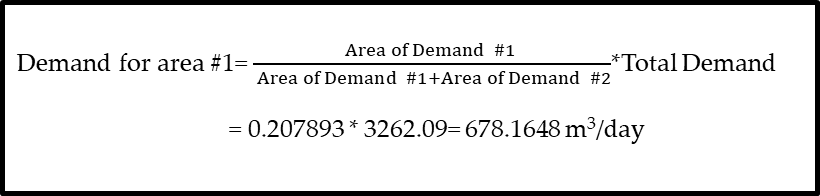 Demand for area #1= Area of Demand #1 / Area of Demand #1+Area of Demand #2 *Total Demand
= 0.207893 * 3262.09= 678.1648 m³/day